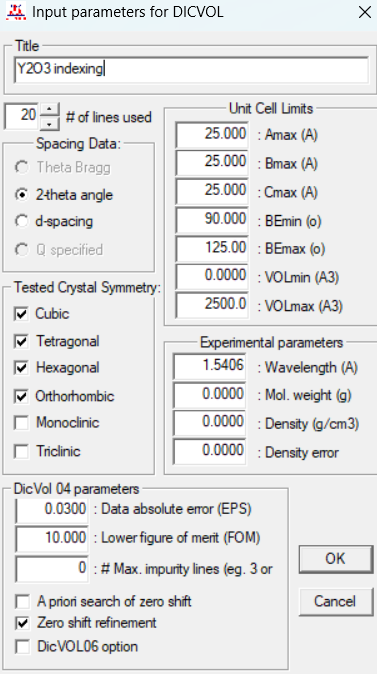 Input parameters for DICVOL
Title
Y2O3 indexing
20 # of lines used
Spacing Data:
Theta Bragg
2-theta angle
d-spacing
Q specified
Tested Crystal Symmetry:
Cubic
Tetragonal
Hexagonal
Orthorhombic
Monoclinic
Triclinic
Unit Cell Limits
25.000 : Amax (A)
25.000 : Bmax (A)
25.000 : Cmax (A)
90.000 : BEmin (o)
125.00 : BEmax (o)
0.0000 : VOLmin (A3)
2500.0 : VOLmax (A3)
Experimental parameters
1.5406 : Wavelength (A)
0.0000 : Mol. weight (g)
0.0000 : Density (g/cm3)
0.0000 : Density error
DicVol 04 parameters
0.0300 : Data absolute error (EPS)
10.000 : Lower figure of merit (FOM)
0 : # Max. impurity lines (eg. 3 or
A priori search of zero shift
Zero shift refinement
DicVOL06 option
OK
Cancel